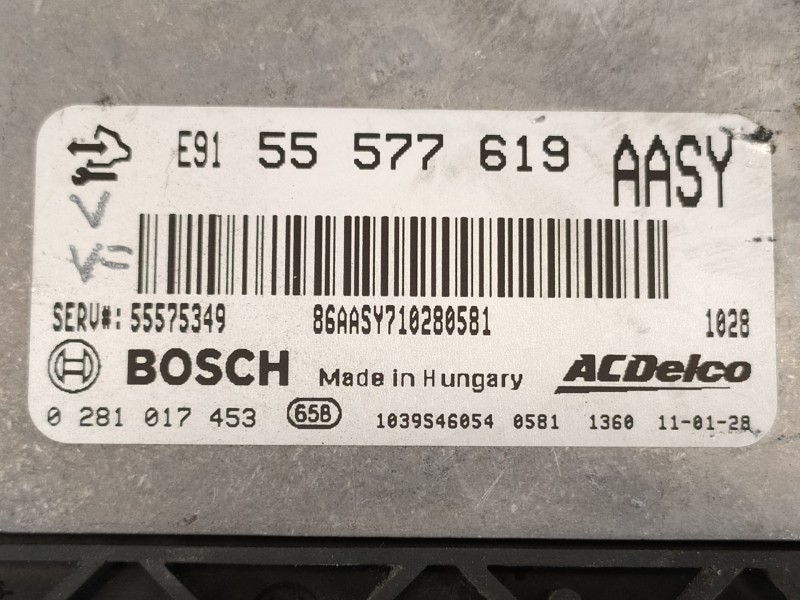 E91 55 577 619 AASY
V
V=
SERV#: 55575349 86AASY710280581 1028
BOSCH Made in Hungary ACDelco
0 281 017 453 65B 1039S46054 0581 1360 11-01-28